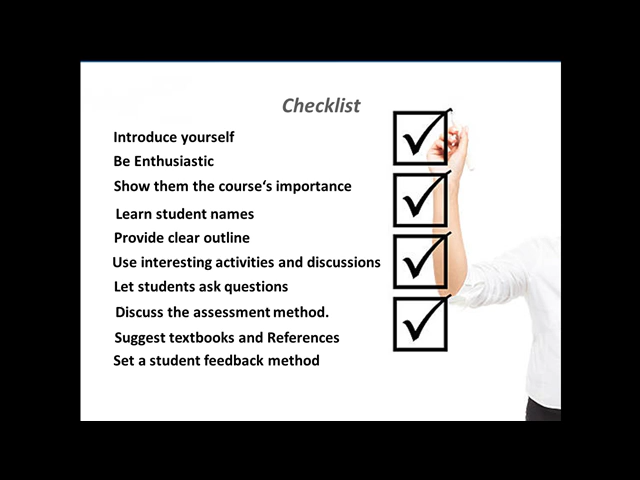 Checklist
Introduce yourself
Be Enthusiastic
Show them the course‘s importance
Learn student names
Provide clear outline
Use interesting activities and discussions
Let students ask questions
Discuss the assessment method.
Suggest textbooks and References
Set a student feedback method